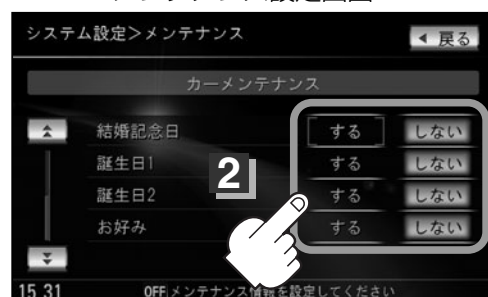 システム設定>メンテナンス
◀ 戻る
カーメンテナンス
結婚記念日 する しない
誕生日1 する しない
誕生日2 する しない
お好み する しない
2
15 31 OFF メンテナンス情報を設定してください